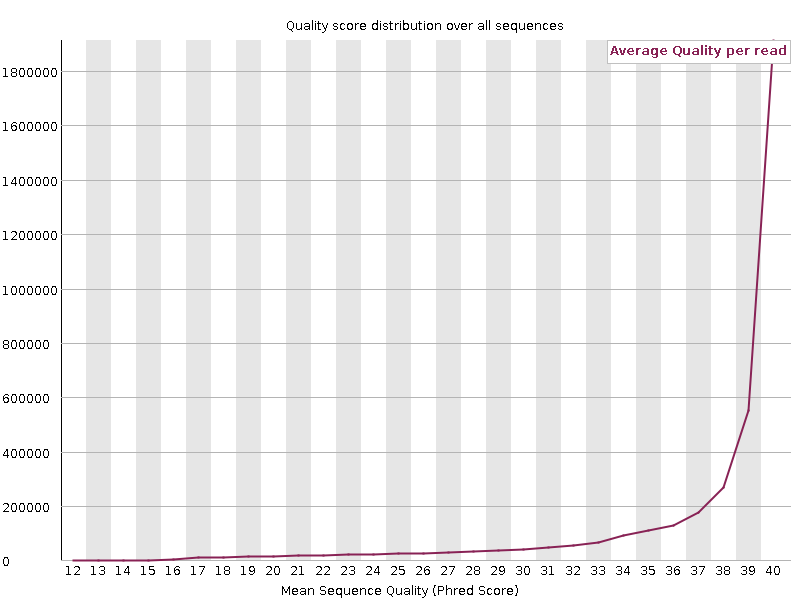 Quality score distribution over all sequences
Average Quality per read
1800000
1600000
1400000
1200000
1000000
800000
600000
400000
200000
0
12 13 14 15 16 17 18 19 20 21 22 23 24 25 26 27 28 29 30 31 32 33 34 35 36 37 38 39 40
Mean Sequence Quality (Phred Score)